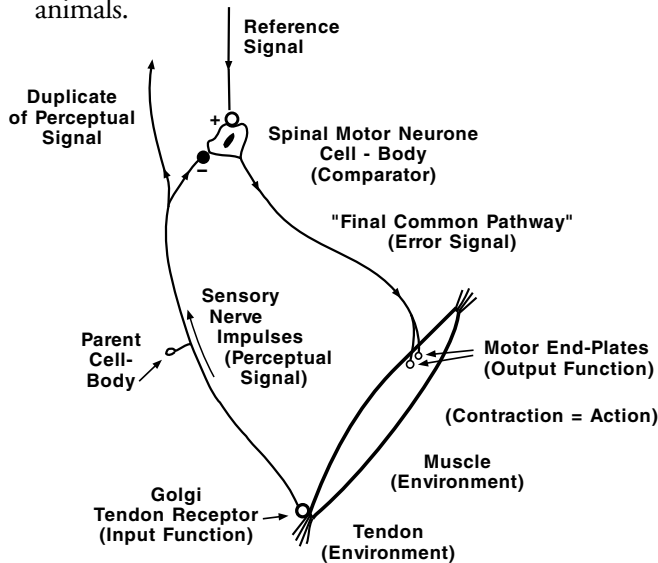 animals.
Reference
Signal
Duplicate
of Perceptual
Signal
+
−
Spinal Motor Neurone
Cell - Body
(Comparator)
"Final Common Pathway"
(Error Signal)
Sensory
Nerve
Impulses
(Perceptual
Signal)
Parent
Cell-
Body
Motor End-Plates
(Output Function)
(Contraction = Action)
Muscle
(Environment)
Golgi
Tendon Receptor
(Input Function)
Tendon
(Environment)